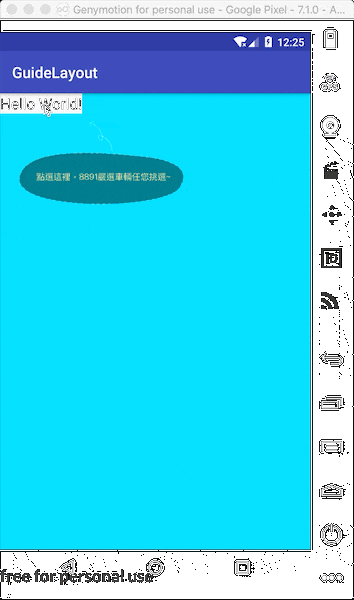 Genymotion for personal use - Google Pixel - 7.1.0 - A...
12:25
GuideLayout
Hello World!
點選這裡，8891嚴選車輛任您挑選~
free for personal use